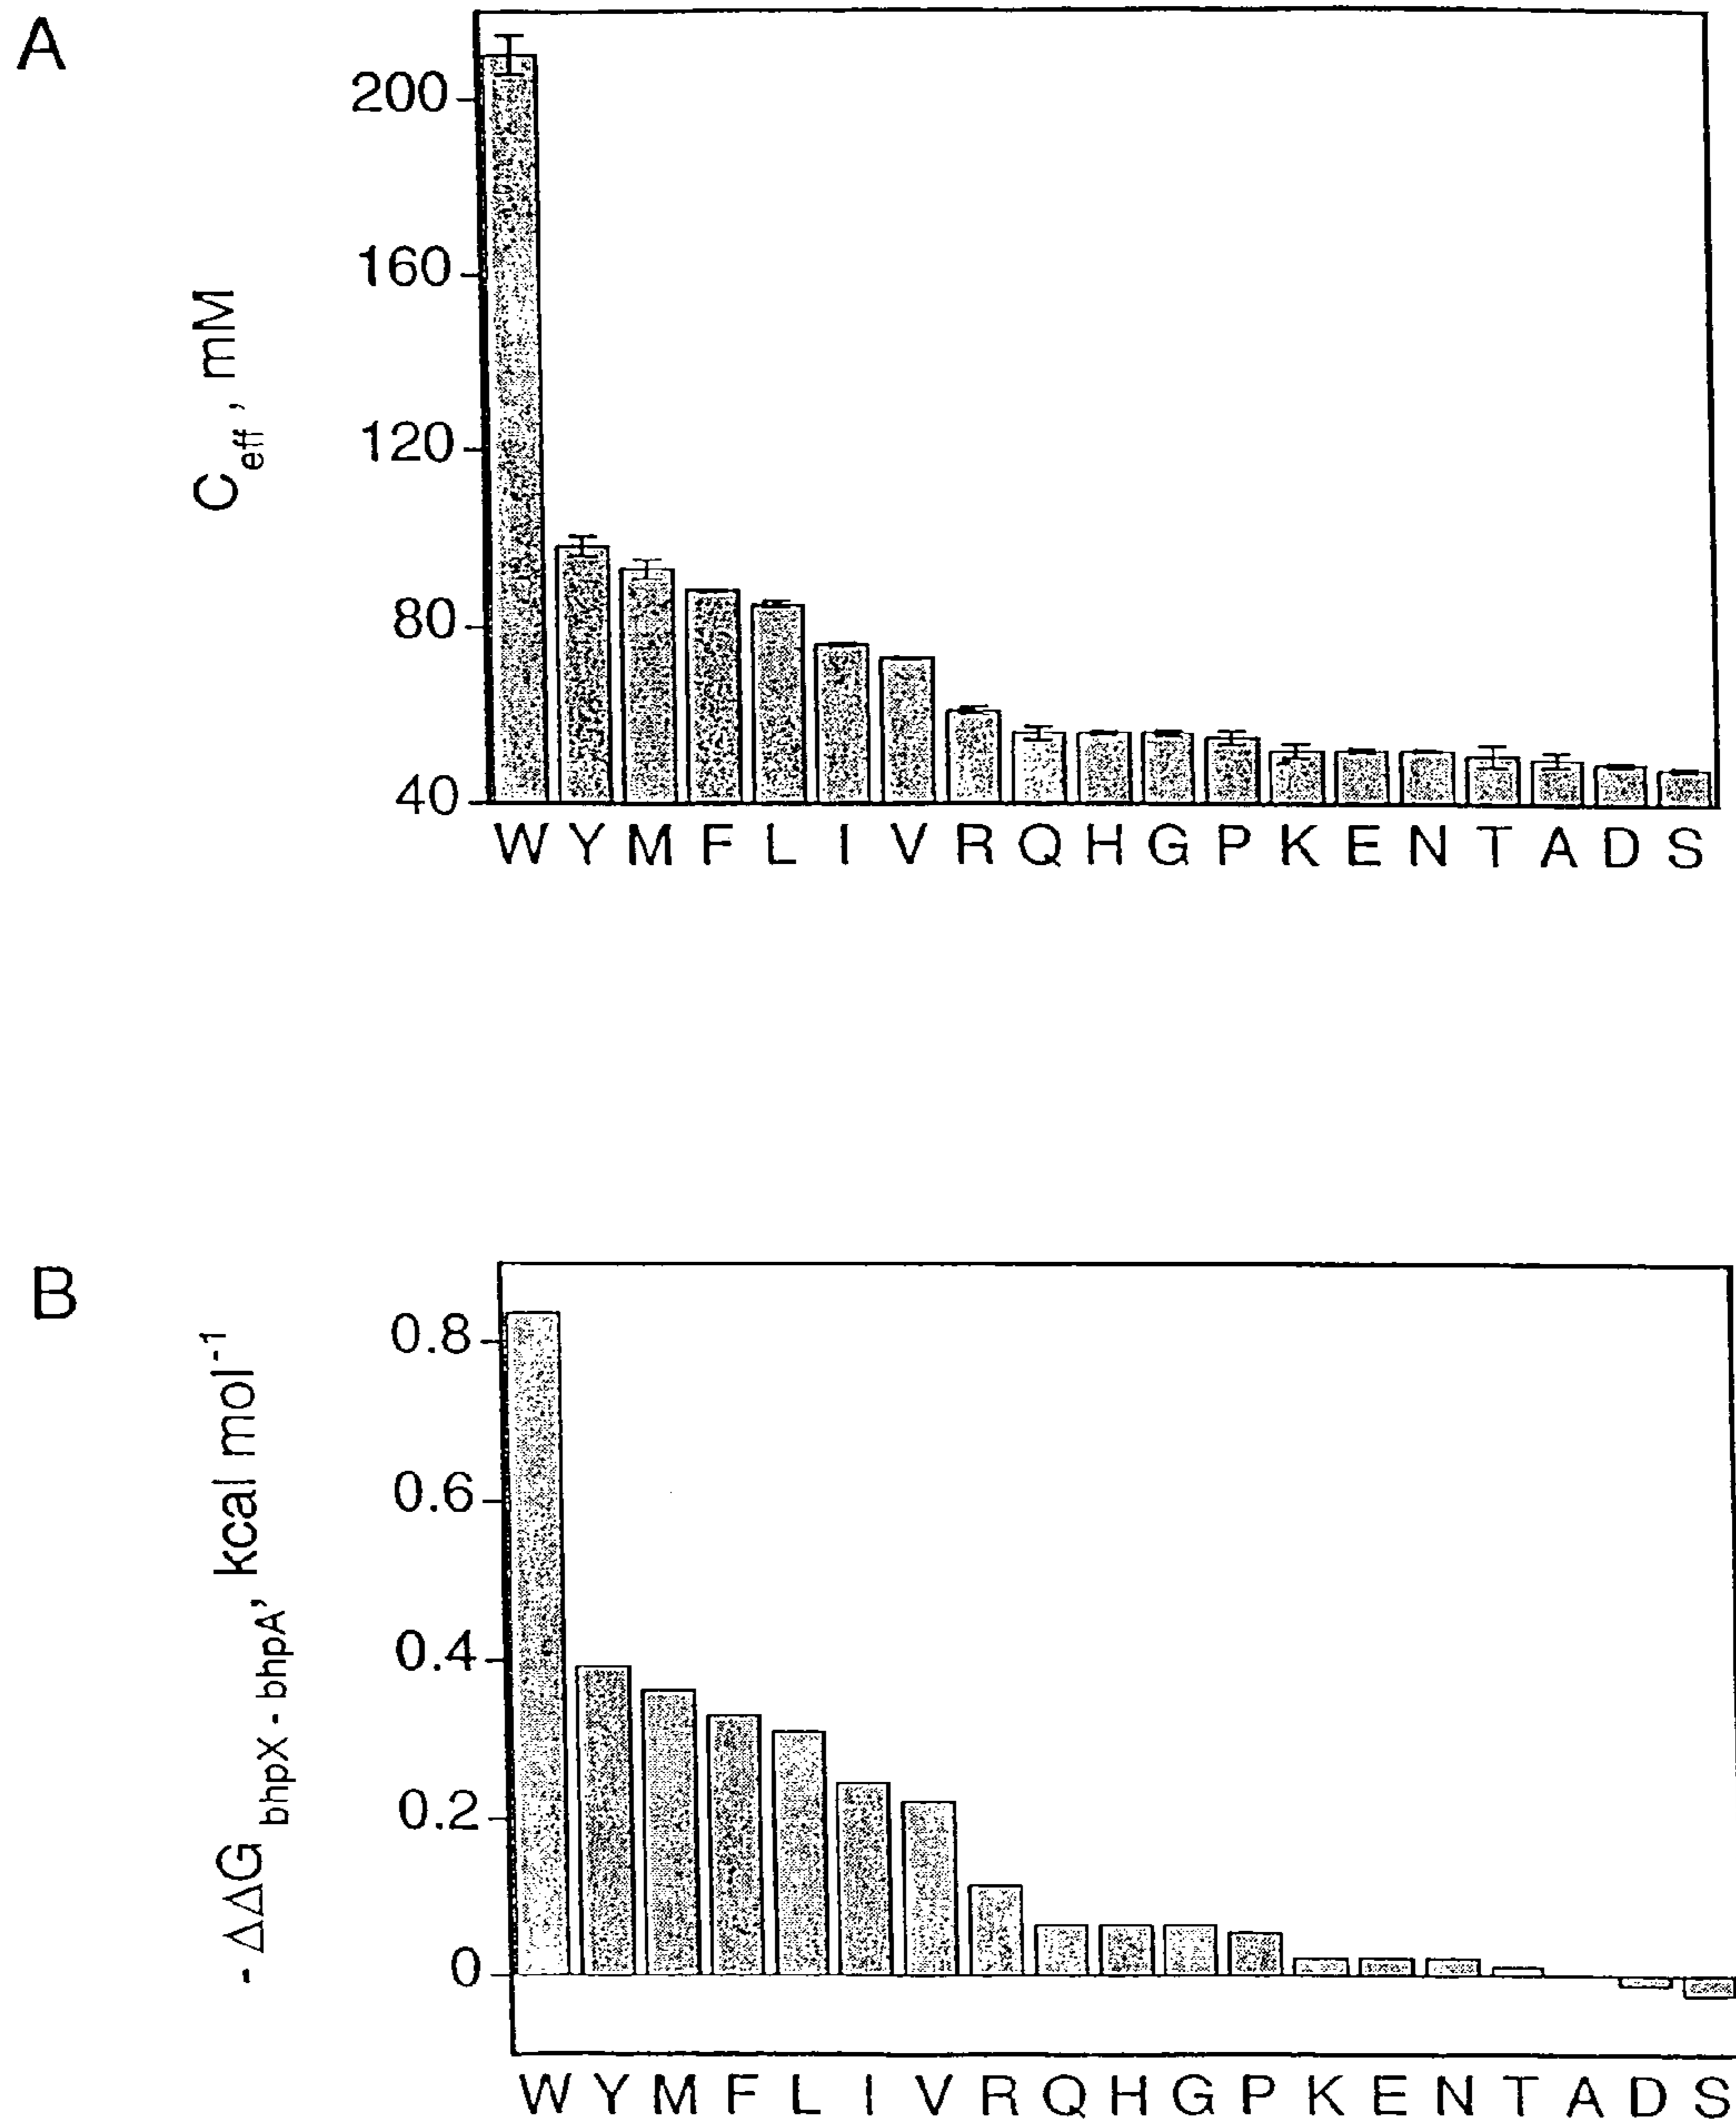 A
200
160
120
80
40
C_eff, mM
W Y M F L I V R Q H G P K E N T A D S
B
0.8
0.6
0.4
0.2
0
- ΔΔG bhpX - bhpA, kcal mol⁻¹
W Y M F L I V R Q H G P K E N T A D S